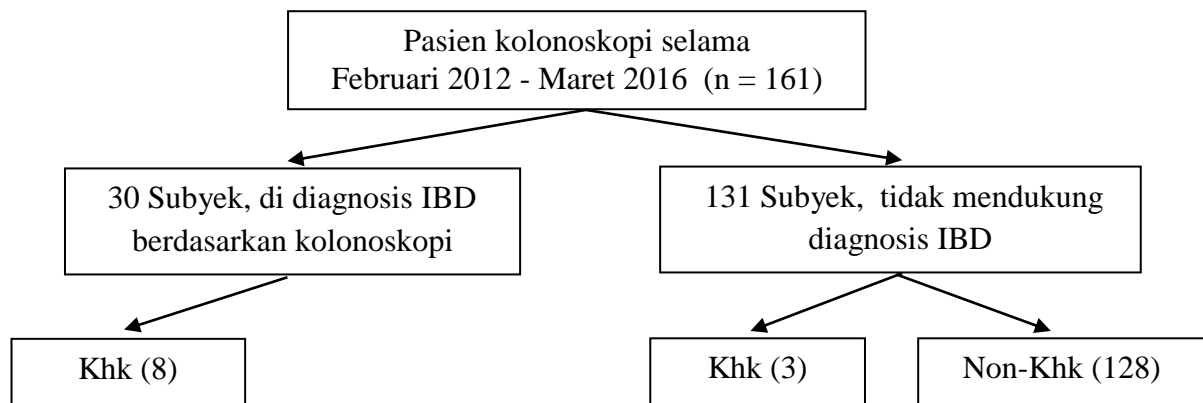 Pasien kolonoskopi selama
Februari 2012 - Maret 2016 (n = 161)
30 Subyek, di diagnosis IBD
berdasarkan kolonoskopi
131 Subyek, tidak mendukung
diagnosis IBD
Khk (8)
Khk (3)
Non-Khk (128)